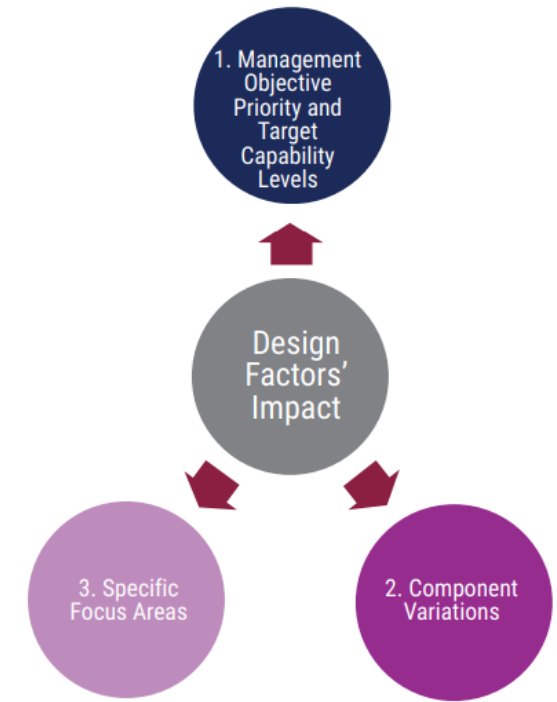 1. Management
Objective
Priority and
Target
Capability
Levels
Design
Factors’
Impact
3. Specific
Focus Areas
2. Component
Variations